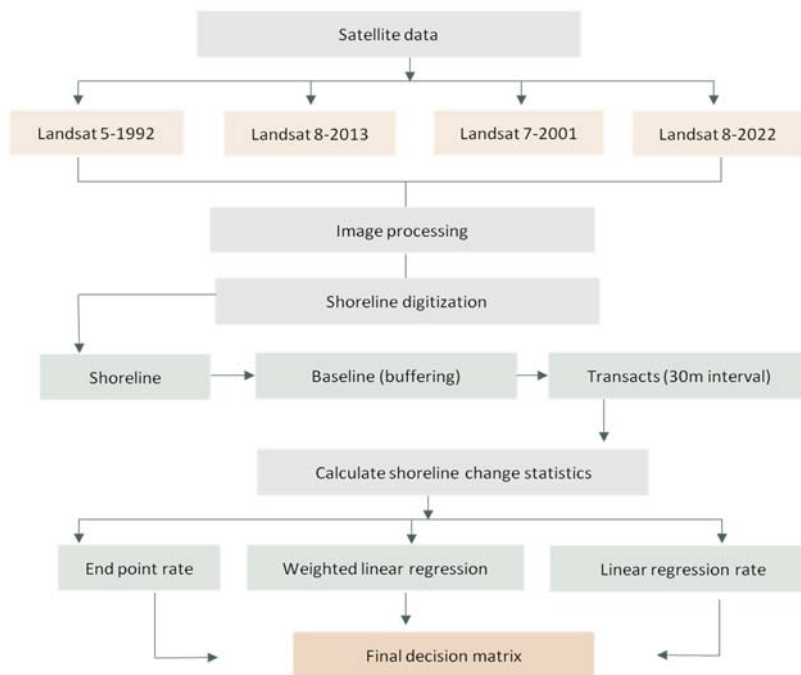 Satellite data
Landsat 5-1992
Landsat 8-2013
Landsat 7-2001
Landsat 8-2022
Image processing
Shoreline digitization
Shoreline
Baseline (buffering)
Transacts (30m interval)
Calculate shoreline change statistics
End point rate
Weighted linear regression
Linear regression rate
Final decision matrix